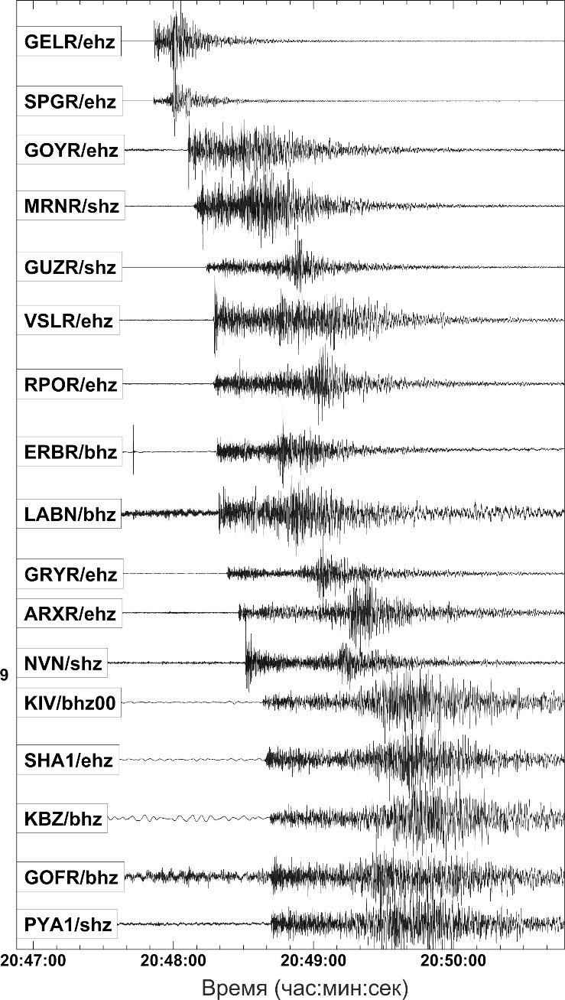 GELR/ehz
SPGR/ehz
GOYR/ehz
MRNR/shz
GUZR/shz
VSLR/ehz
RPOR/ehz
ERBR/bhz
LABN/bhz
GRYR/ehz
ARXR/ehz
NVN/shz
9
KIV/bhz00
SHA1/ehz
KBZ/bhz
GOFR/bhz
PYA1/shz
20:47:00 20:48:00 20:49:00 20:50:00
Время (час:мин:сек)